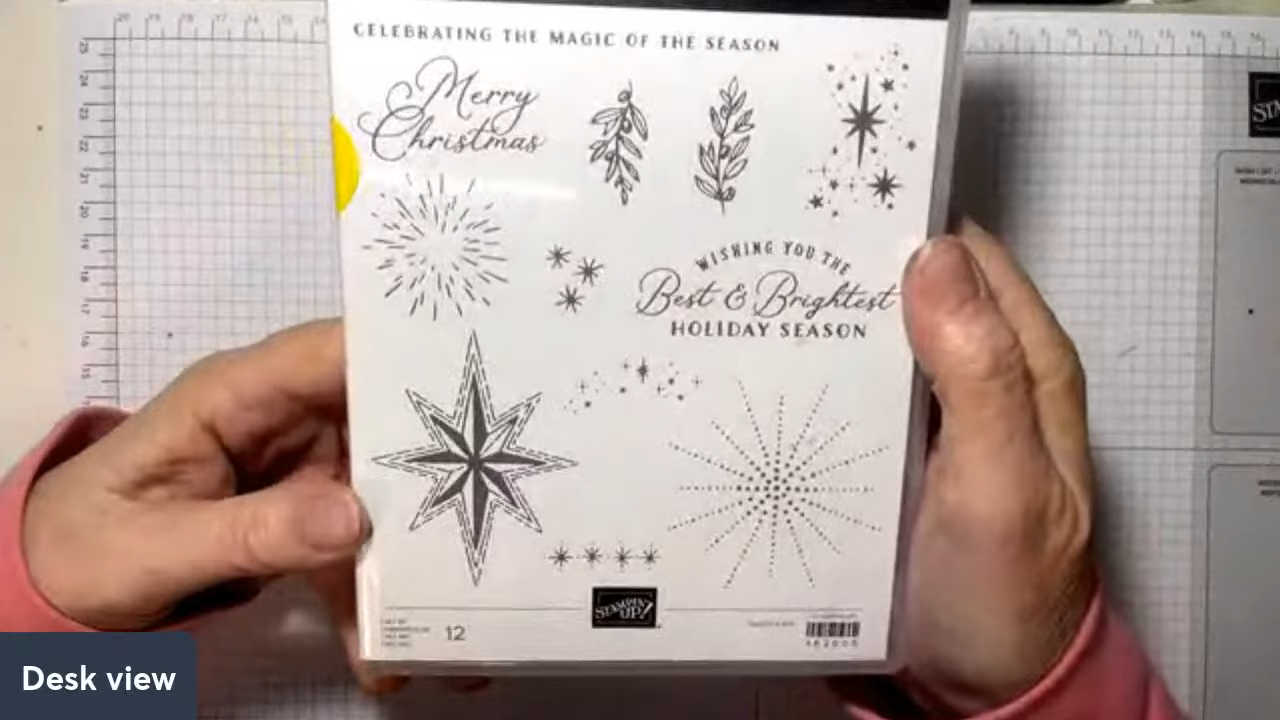 CELEBRATING THE MAGIC OF THE SEASON
Merry
Christmas
WISHING YOU THE
Best & Brightest
HOLIDAY SEASON
STAMPIN' UP!
12
Desk view